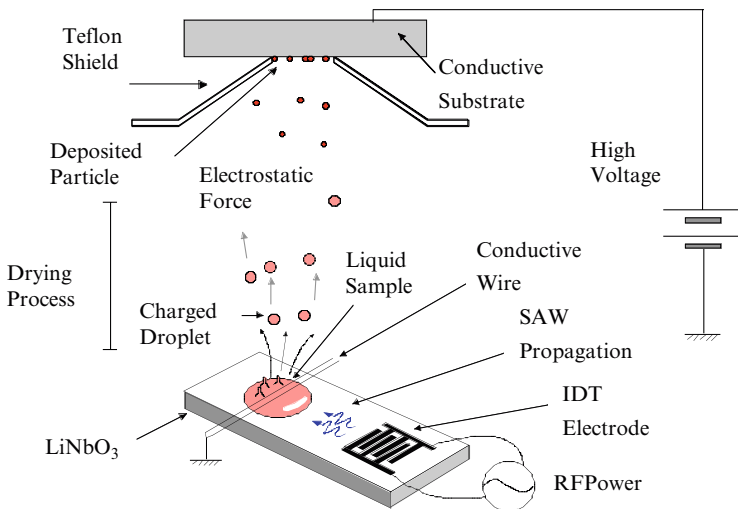 Teflon
Shield
Conductive
Substrate
Deposited
Particle
Electrostatic
Force
High
Voltage
Drying
Process
Liquid
Sample
Conductive
Wire
Charged
Droplet
SAW
Propagation
IDT
Electrode
LiNbO₃
RFPower